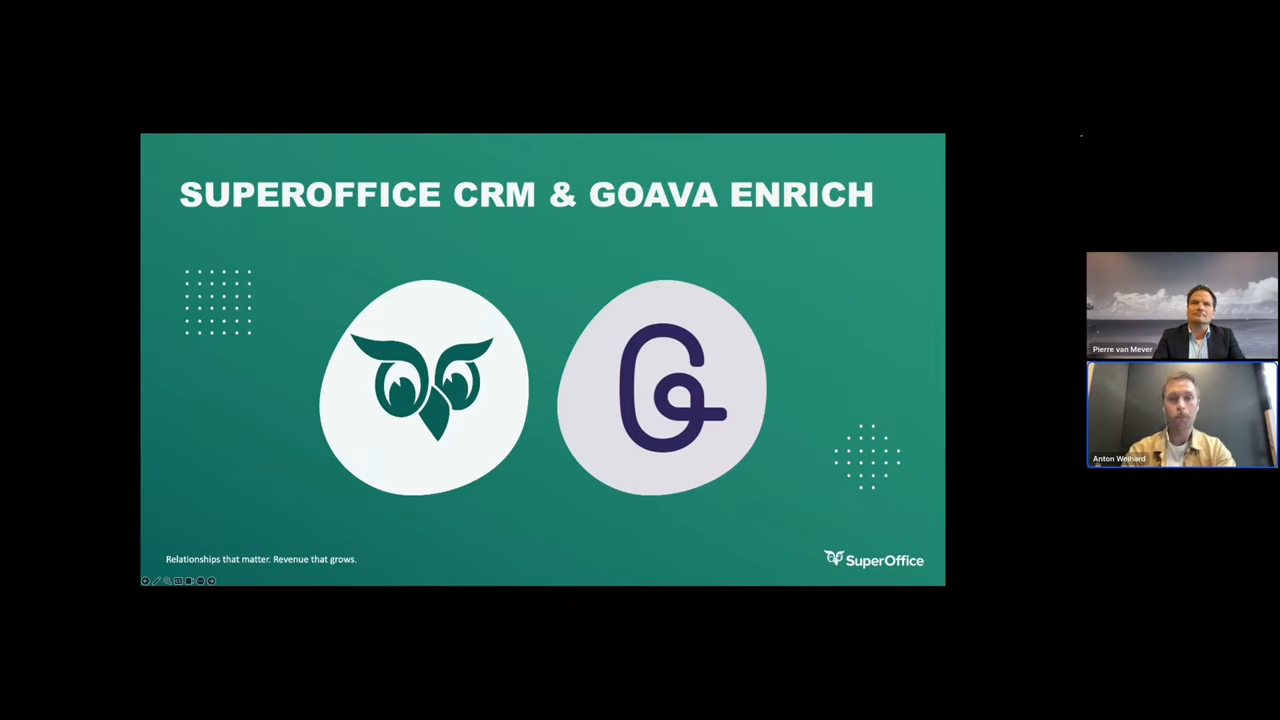 SUPEROFFICE CRM & GOAVA ENRICH
Relationships that matter. Revenue that grows.
SuperOffice
Pierre van Mever
Anton Weihard